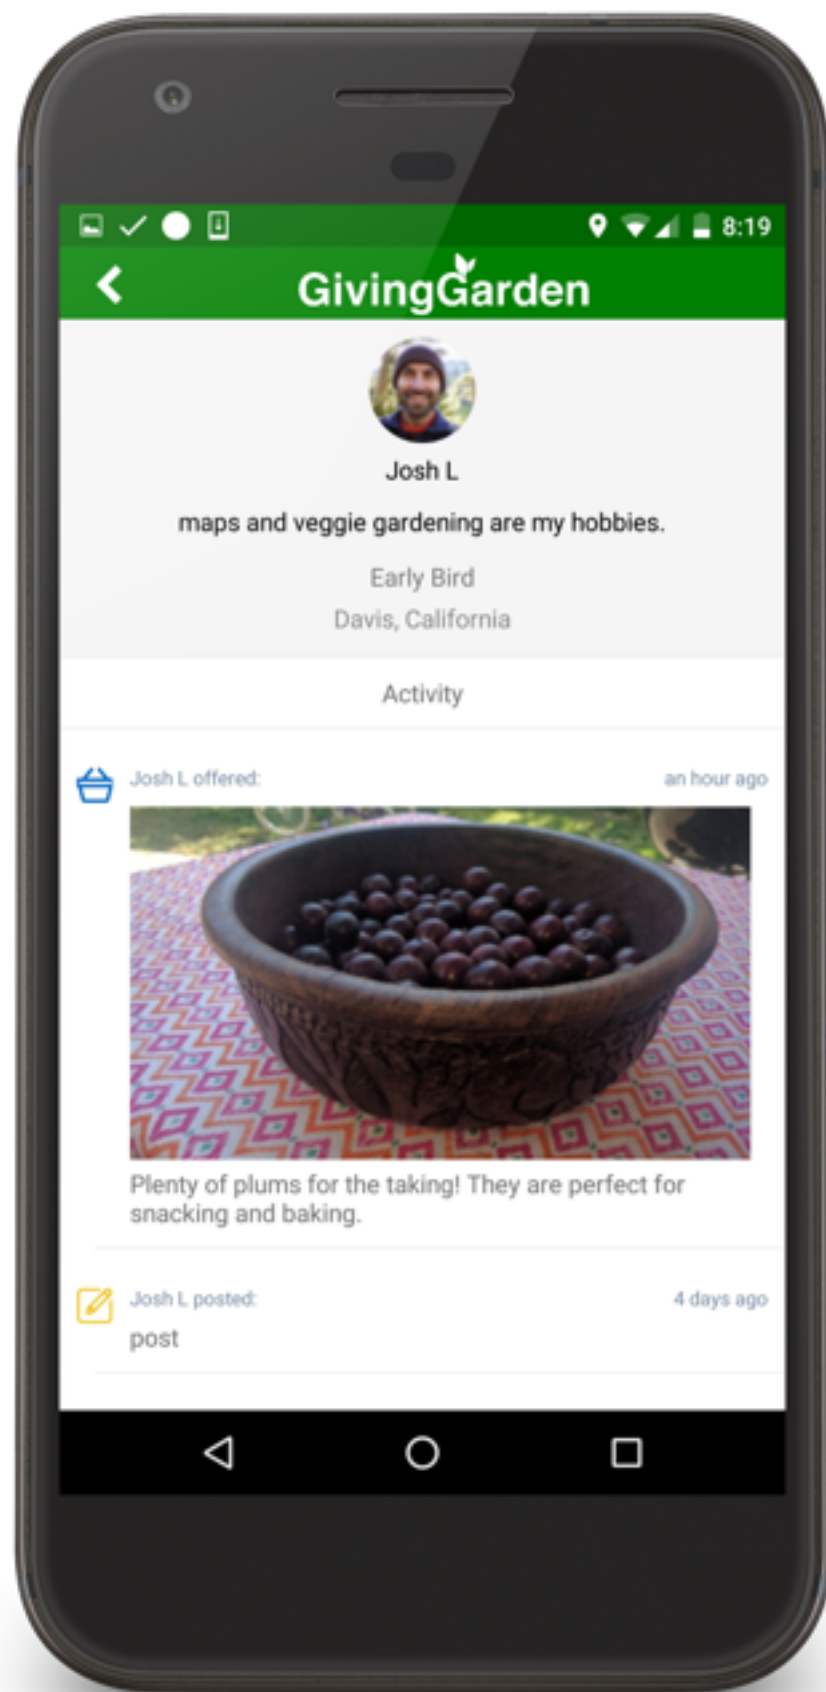 8:19
GivingGarden
Josh L
maps and veggie gardening are my hobbies.
Early Bird
Davis, California
Activity
Josh L offered:
an hour ago
Plenty of plums for the taking! They are perfect for
snacking and baking.
Josh L posted:
4 days ago
post